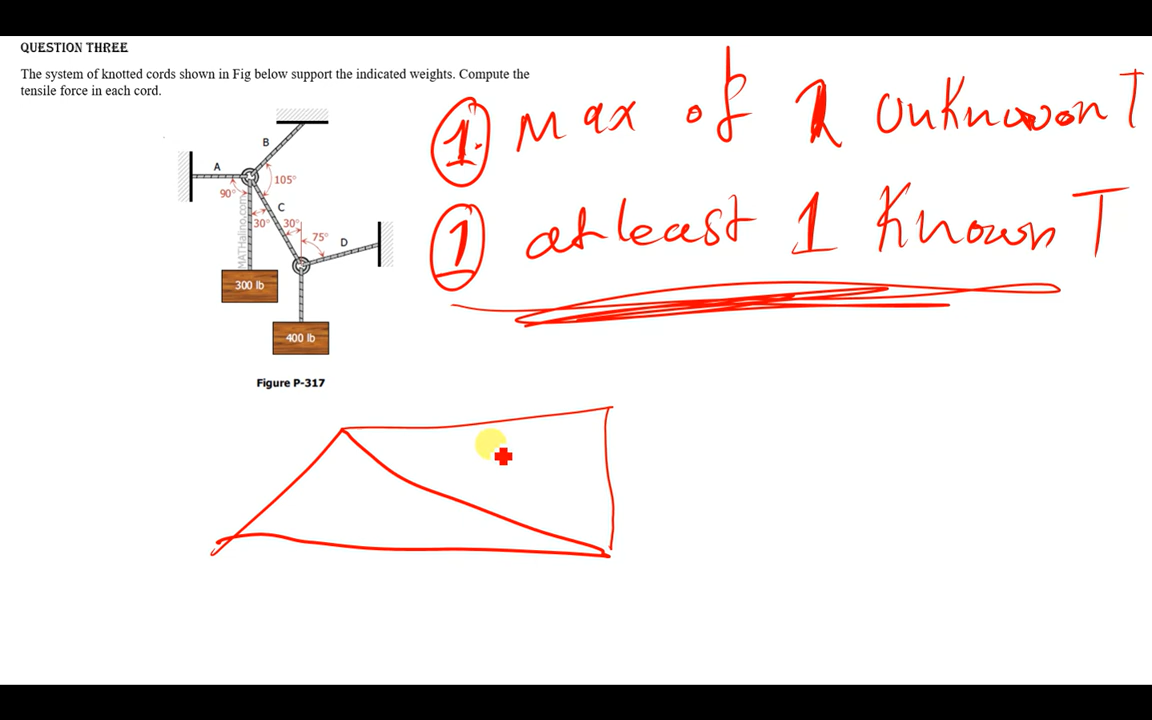 QUESTION THREE
The system of knotted cords shown in Fig below support the indicated weights. Compute the
tensile force in each cord.
B
A
105°
90°
C
30°
30°
75°
D
MATHalino.com
300 lb
400 lb
Figure P-317
1. Max of 2 unknown T
1 atleast 1 known T